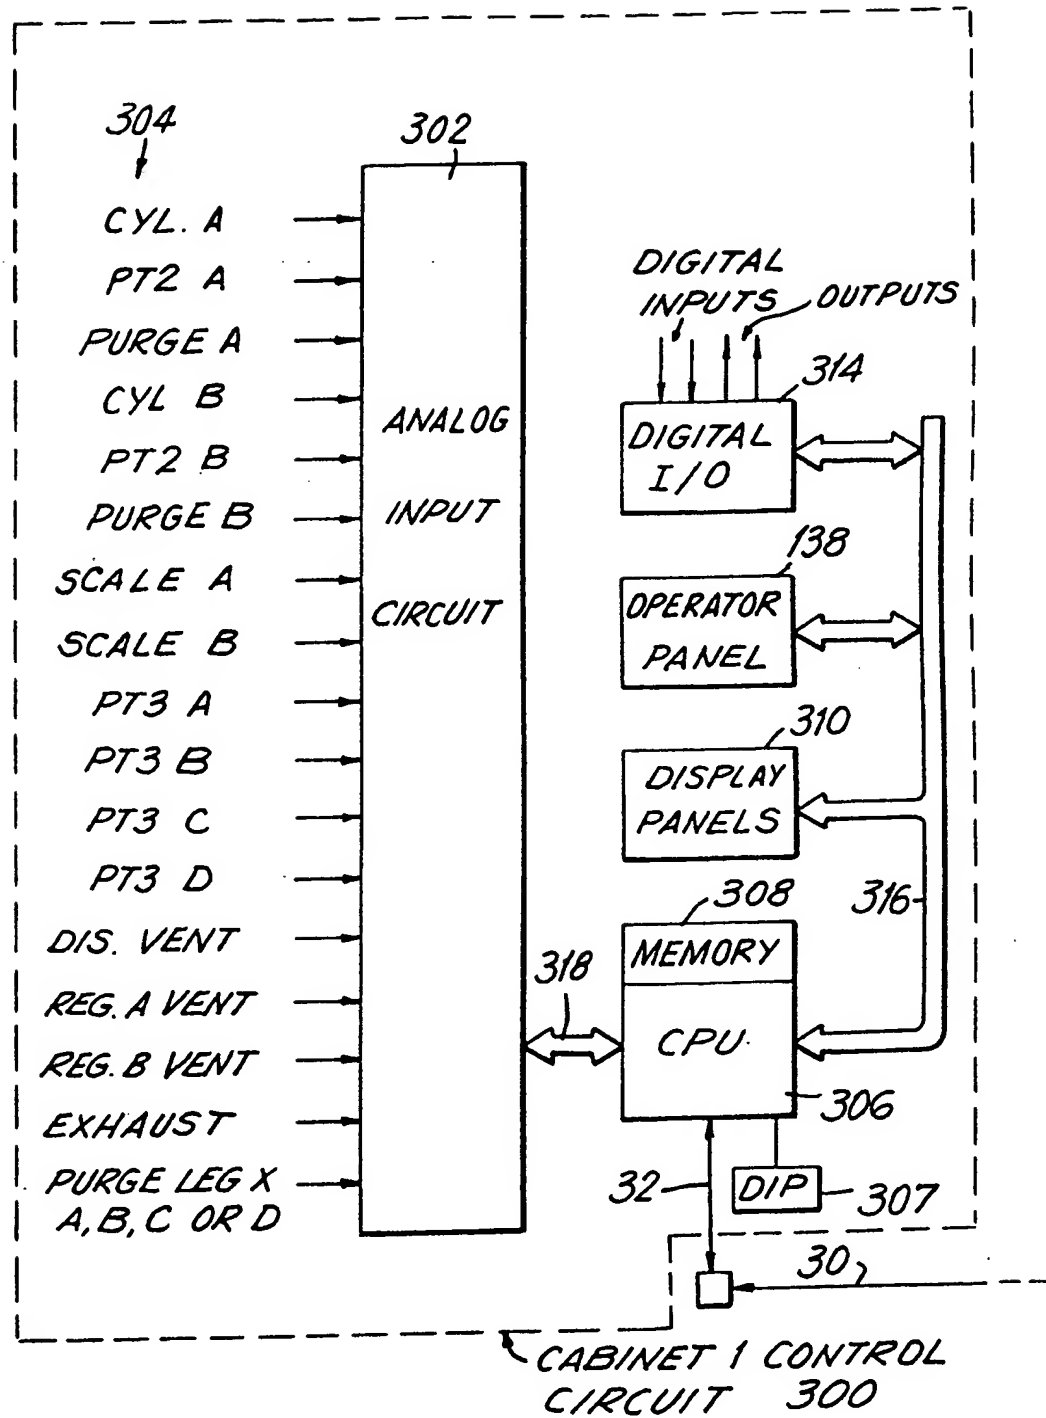 304
302
CYL. A
PT2 A
PURGE A
CYL B
PT2 B
PURGE B
SCALE A
SCALE B
PT3 A
PT3 B
PT3 C
PT3 D
DIS. VENT
REG. A VENT
REG. B VENT
EXHAUST
PURGE LEG X
A, B, C OR D
ANALOG
INPUT
CIRCUIT
DIGITAL
INPUTS
OUTPUTS
314
DIGITAL
I/O
138
OPERATOR
PANEL
310
DISPLAY
PANELS
316
308
MEMORY
318
CPU.
306
32
DIP
307
30
CABINET 1 CONTROL
CIRCUIT 300